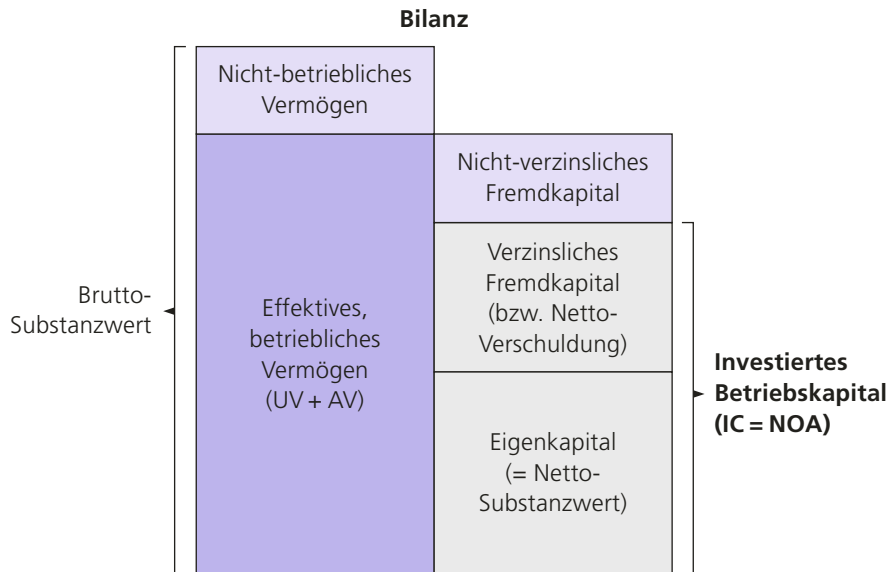 Bilanz
Nicht-betriebliches
Vermögen
Nicht-verzinsliches
Fremdkapital
Verzinsliches
Fremdkapital
(bzw. Netto-
Verschuldung)
Brutto-
Substanzwert
Effektives,
betriebliches
Vermögen
(UV + AV)
Investiertes
Betriebskapital
(IC = NOA)
Eigenkapital
(= Netto-
Substanzwert)